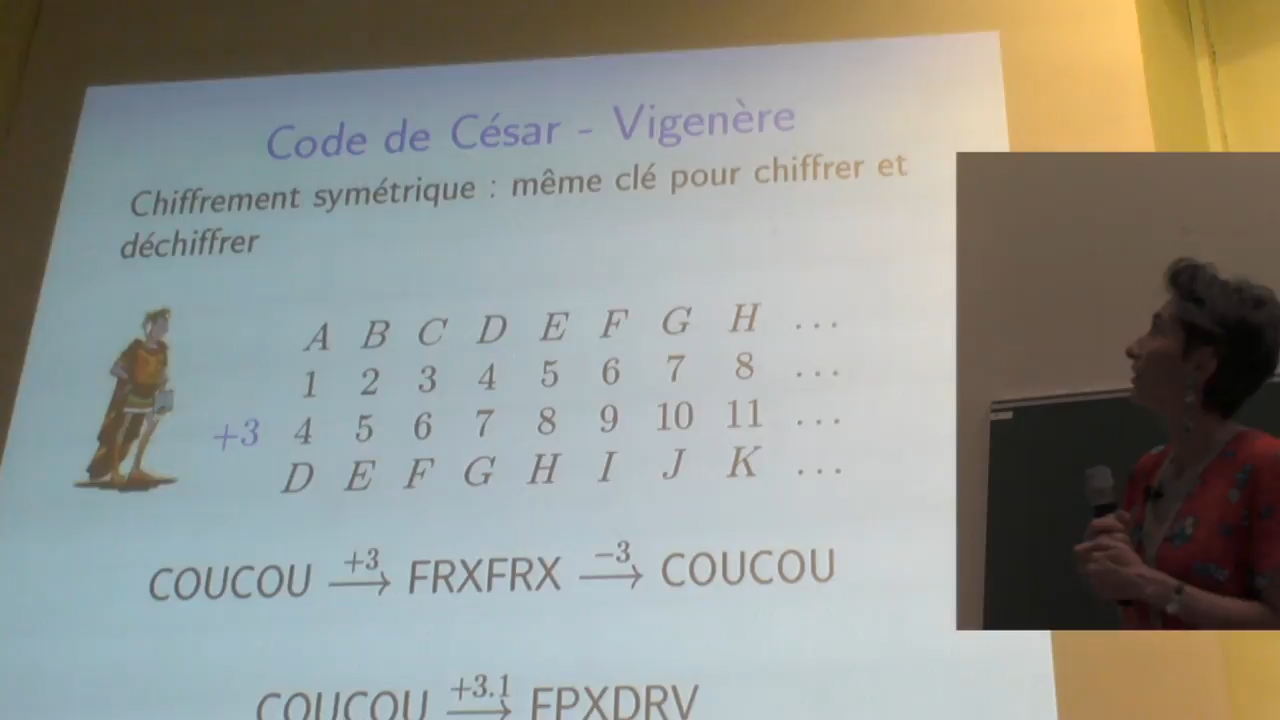 Code de César - Vigenère
Chiffrement symétrique : même clé pour chiffrer et
déchiffrer
A B C D E F G H ...
1 2 3 4 5 6 7 8 ...
+3 4 5 6 7 8 9 10 11 ...
D E F G H I J K ...
COUCOU +3→ FRXFRX −3→ COUCOU
COUCOU +3.1→ FPXDRV